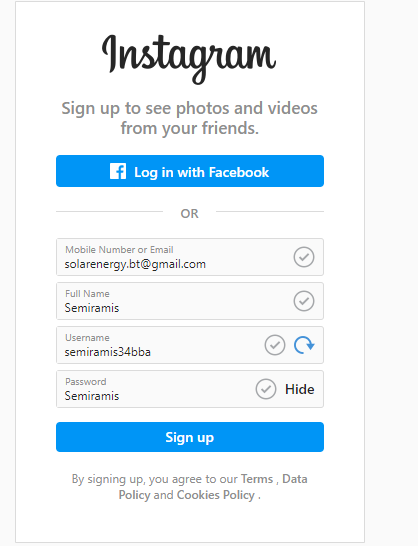 Instagram
Sign up to see photos and videos
from your friends.
Log in with Facebook
OR
Mobile Number or Email
solarenergy.bt@gmail.com
Full Name
Semiramis
Username
semiramis34bba
Password
Semiramis
Hide
Sign up
By signing up, you agree to our Terms , Data
Policy and Cookies Policy .